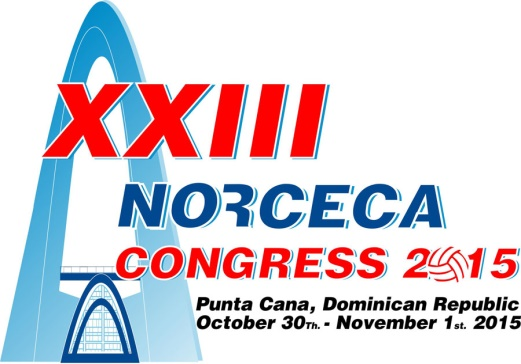 XXIII
NORCECA
CONGRESS 2015
Punta Cana, Dominican Republic
October 30Th. - November 1st. 2015